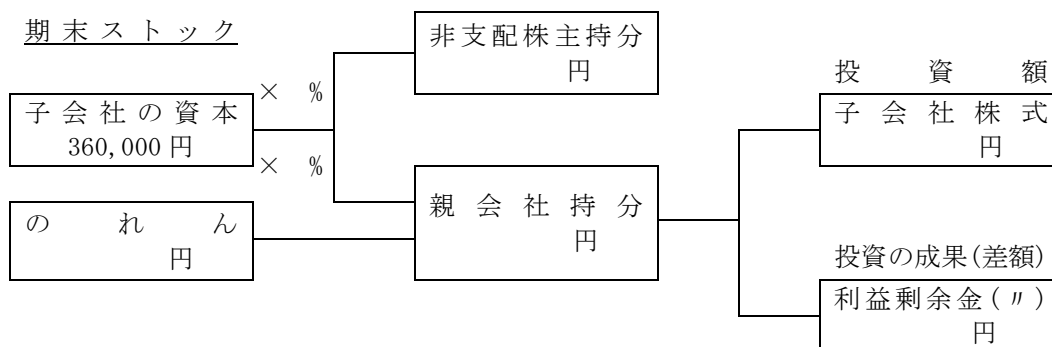 期末ストック
非支配株主持分
円
投資額
× %
子会社の資本
360,000円
子会社株式
円
× %
親会社持分
円
のれん
円
投資の成果(差額)
利益剰余金(〃)
円